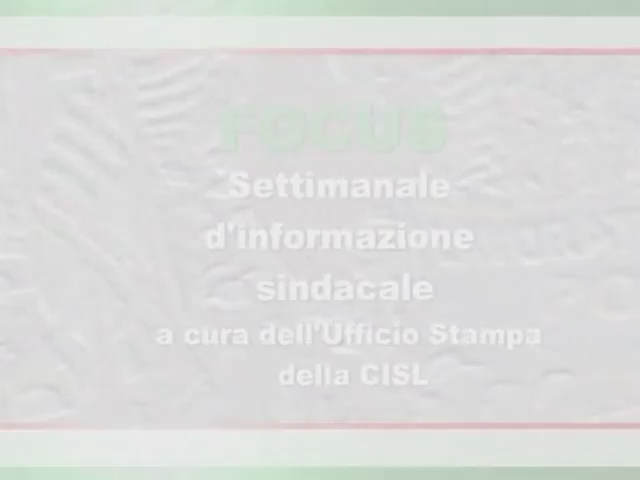 FOCUS
Settimanale
d'informazione
sindacale
a cura dell'Ufficio Stampa
della CISL